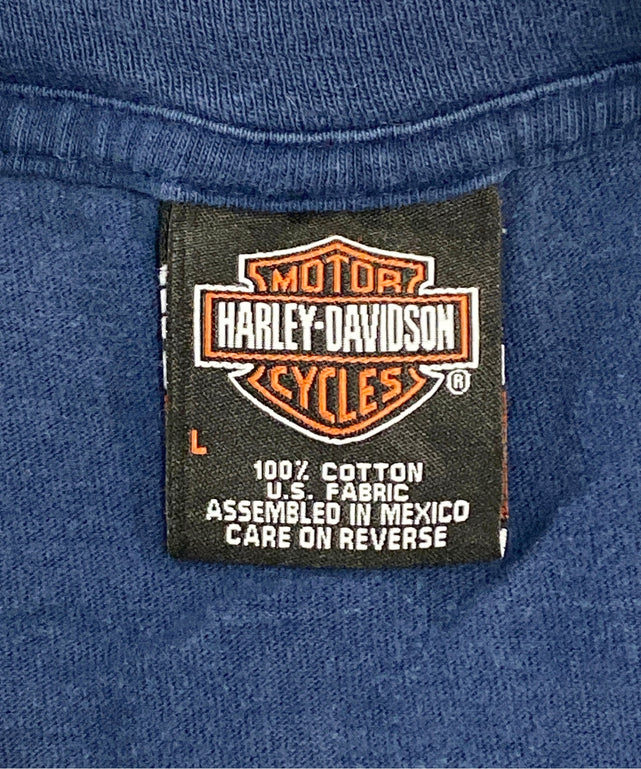 MOTOR
HARLEY-DAVIDSON
CYCLES
®
L
100% COTTON
U.S. FABRIC
ASSEMBLED IN MEXICO
CARE ON REVERSE